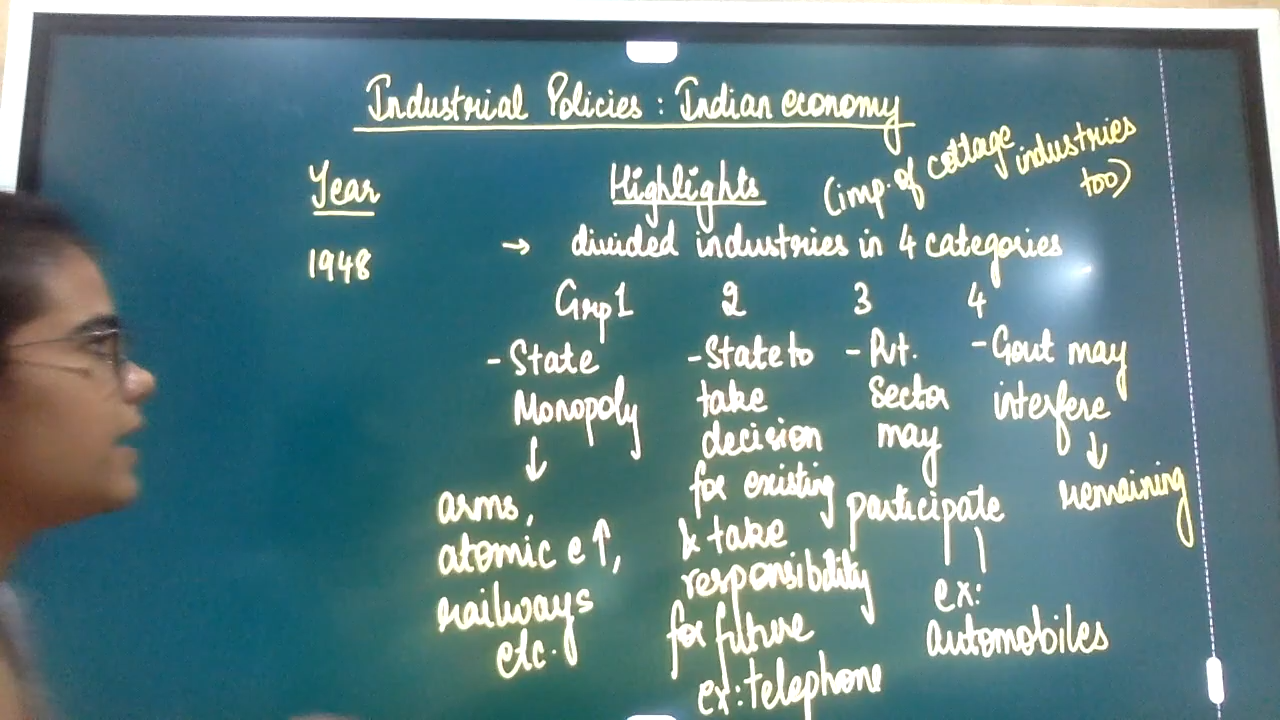 Industrial Policies : Indian economy
Year
Highlights
(imp. of cottage industries
too)
1948
→ divided industries in 4 categories
Grp 1
2
3
4
- State
Monopoly
↓
arms,
atomic e↑,
railways
etc.
- State to
take
decision
for existing
& take
responsibility
for future
ex: telephone
- Pvt.
sector
may
participate
ex:
automobiles
- Govt may
interfere
↓
remaining